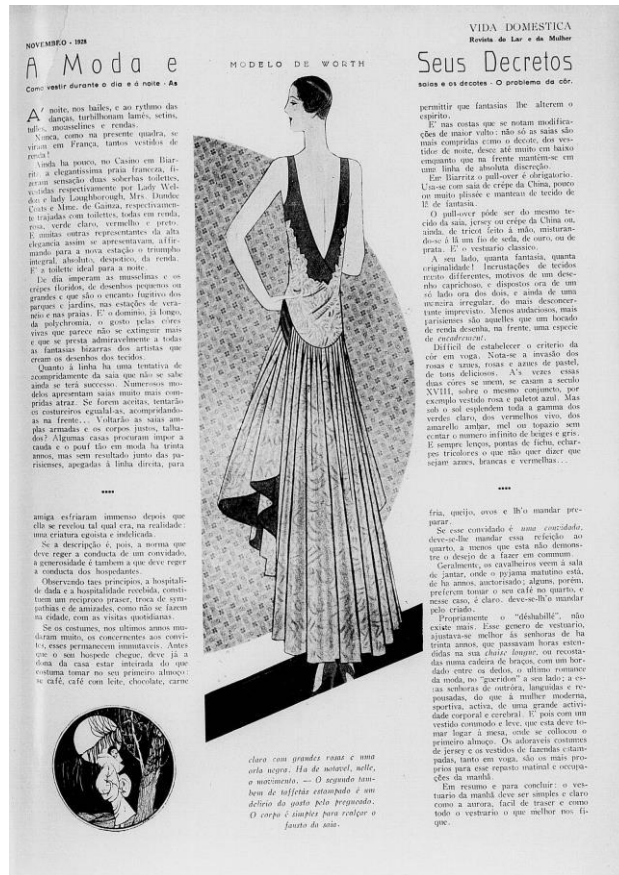 NOVEMBRO - 1928
VIDA DOMESTICA
Revista do Lar e da Mulher
A Moda e
MODELO DE WORTH
Seus Decretos
Como vestir durante o dia e à noite - As
saias e os decotes - O problema da côr.
A' noite, nos bailes, e ao rythmo das
danças, turbilhonam lamés, setins,
tulles, mousselines e rendas.
Nunca, como na presente quadra, se
viram em França, tantos vestidos de
renda!
Ainda ha pouco, no Casino em Biar-
ritz a elegantissima praia franceza, fi-
zeram sensação duas soberbas toilettes,
vestidas respectivamente por Lady Wel-
don e lady Loughborough, Mrs. Dundee
Coats e Mme. de Gainza, respectivamen-
te trajadas com toilettes, todas em renda,
rosa, verde claro, vermelho e preto.
E muitas outras representantes da alta
elegancia assim se apresentavam, affir-
mando para a nova estação o triumpho
integral, absoluto, despotico, da renda.
E' a toilette ideal para a noite.
De dia imperam as musselinas e os
crêpes floridos, de desenhos pequenos ou
grandes e que são o encanto fugitivo dos
parques e jardins, nas estações de vera-
neio e nas praias. E' o dominio, já longo,
da polychromia, o gosto pelas côres
vivas que parece não se extinguir mais
e que se presta admiravelmente a todas
as fantasias bizarras dos artistas que
cream os desenhos dos tecidos.
Quanto á linha ha uma tentativa de
acompridamento da saia que não se sabe
ainda se terá successo. Numerosos mo-
delos apresentam saias muito mais com-
pridas atraz. Se forem aceitas, tentarão
os costureiros egualal-as, acompridando-
as na frente... Voltarão as saias am-
plas armadas e os corpos justos, talha-
dos? Algumas casas procuram impor a
cauda e o pouf tão em moda ha trinta
annos, mas sem resultado junto das pa-
risienses, apegadas á linha direita, para
permittir que fantasias lhe alterem o
espirito.
E' nas costas que se notam modifica-
ções de maior vulto: não só as saias são
mais compridas como o decote, dos ves-
tidos de noite, desce até muito em baixo
emquanto que na frente mantêm-se em
uma linha de absoluta discreção.
Em Biarritz o pull-over é obrigatorio.
Usa-se com saia de crêpe da China, pouco
ou muito plissée e manteau de tecido de
lã de fantasia.
O pull-over póde ser do mesmo te-
cido da saia, jersey ou crêpe da China ou,
ainda, de tricot feito á mão, misturan-
do-se á lã um fio de seda, de ouro, ou de
prata. E' o vestuario classico.
A seu lado, quanta fantasia, quanta
originalidade! Incrustações de tecidos
muito differentes, motivos de um dese-
nho caprichoso, e dispostos ora de um
só lado ora dos dois, e ainda de uma
maneira irregular, do mais desconcer-
tante imprevisto. Menos audaciosos, mais
parisienses são aquelles que um bocado
de renda desenha, na frente, uma especie
de encadrement.
Difficil de estabelecer o criterio da
côr em voga. Nota-se a invasão dos
rosas e azues, rosas e azues de pastel,
de tons deliciosos. A's vezes essas
duas côres se unem, se casam a seculo
XVIII, sobre o mesmo conjuncto, por
exemplo vestido rosa e paletot azul. Mas
sob o sol esplendem toda a gamma dos
verdes claro, dos vermelhos vivo, dos
amarello ambar, mel ou topazio sem
contar o numero infinito de beiges e gris.
E sempre lenços, pontas de fichu, echar-
pes tricolores o que não quer dizer que
sejam azues, brancas e vermelhas...
****
****
amiga esfriaram immenso depois que
ella se revelou tal qual era, na realidade:
uma criatura egoista e indelicada.
Se a descripção é, pois, a norma que
deve reger a conducta de um convidado,
a generosidade é tambem a que deve reger
a conducta dos hospedantes.
Observando taes principios, a hospitali-
dade dada e a hospitalidade recebida, consti-
tuem um reciproco praser, troca de sym-
pathias e de amizades, como não se fazem
na cidade, com as visitas quotidianas.
Se os costumes, nos ultimos annos mu-
daram muito, os concernentes aos convi-
tes, esses permanecem immutaveis. Antes
que o seu hospede chegue, deve já a
dona da casa estar inteirada do que
costuma tomar no seu primeiro almoço:
se café, café com leite, chocolate, carne
fria, queijo, ovos e lh'o mandar pre-
parar.
Se esse convidado é uma convidada,
deve-se-lhe mandar essa refeição ao
quarto, a menos que esta não demons-
tre o desejo de a fazer em commum.
Geralmente, os cavalheiros veem á sala
de jantar, onde o pyjama matutino está,
de ha annos, auctorisado; alguns, porém,
preferem tomar o seu café no quarto, e
nesse caso, é claro, deve-se-lh'o mandar
pelo criado.
Propriamente o "déshabillé", não
existe mais. Esse genero de vestuario,
ajustava-se melhor ás senhoras de ha
trinta annos, que passavam horas esten-
didas na sua chaise longue, ou recosta-
das numa cadeira de braços, com um bor-
dado entre os dedos, o ultimo romance
da moda, no "gueridon" a seu lado; a es-
sas senhoras de outróra, languidas e re-
pousadas, do que á mulher moderna,
sportiva, activa, de uma grande activi-
dade corporal e cerebral. E' pois com um
vestido commodo e leve, que esta deve to-
mar logar á mesa, onde se collocou o
primeiro almoço. Os adoraveis costumes
de jersey e os vestidos de fazendas estam-
padas, tanto em voga, são os mais pro-
prios para esse repasto matinal e occupa-
ções da manhã.
Em resumo e para concluir: o ves-
tuario da manhã deve ser simples e claro
como a aurora, facil de traser e como
todo o vestuario o que melhor nos fi-
que.
claro com grandes rosas e uma
orla negra. Ha de notavel, nelle,
o movimento. — O segundo tam-
bem de taffetás estampado é um
delirio do gosto pelo pregueado.
O corpo é simples para realçar o
fausto da saia.